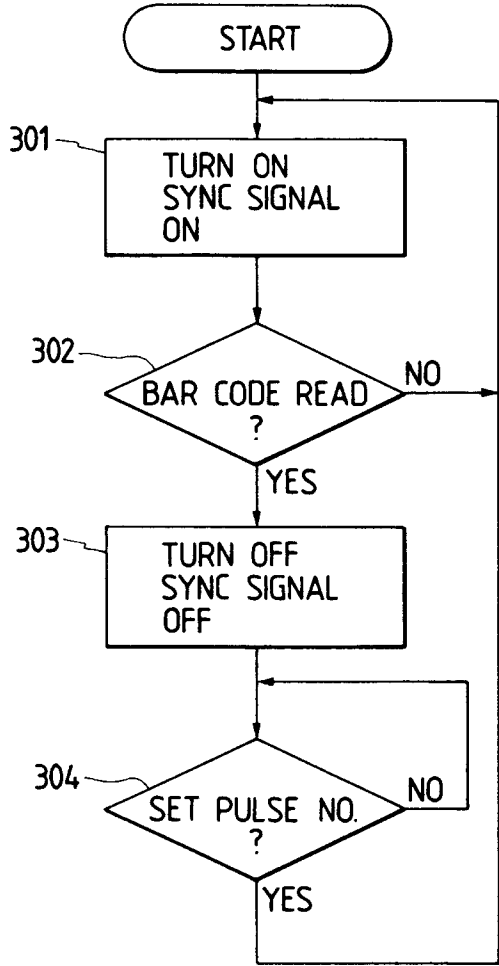 START
301
TURN ON
SYNC SIGNAL
ON
302
BAR CODE READ
?
NO
YES
303
TURN OFF
SYNC SIGNAL
OFF
304
SET PULSE NO.
?
NO
YES